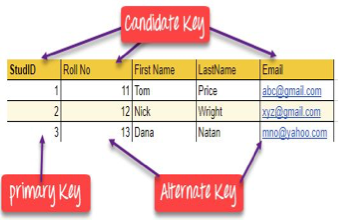 Candidate Key
StudID Roll No First Name LastName Email
1 11 Tom Price abc@gmail.com
2 12 Nick Wright xyz@gmail.com
3 13 Dana Natan mno@yahoo.com
primary Key Alternate Key